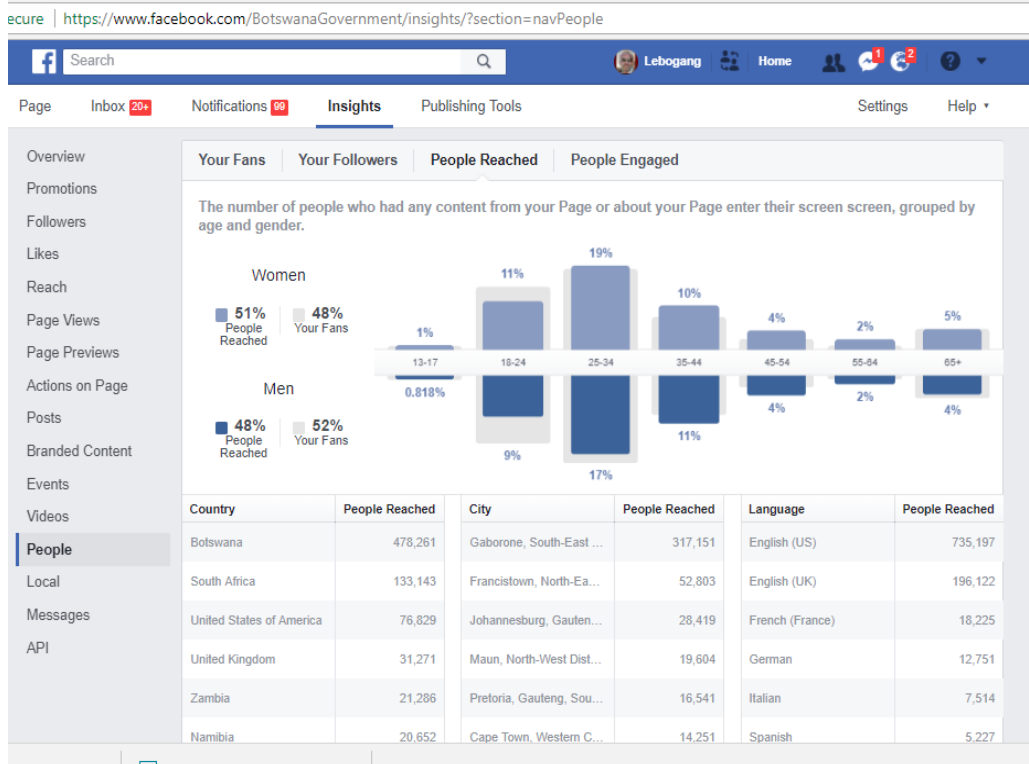 ecure | https://www.facebook.com/BotswanaGovernment/insights/?section=navPeople
f Search Lebogang Home 1 2 ?
Page Inbox 20+ Notifications 99 Insights Publishing Tools Settings Help
Overview
Promotions
Followers
Likes
Reach
Page Views
Page Previews
Actions on Page
Posts
Branded Content
Events
Videos
People
Local
Messages
API
Your Fans Your Followers People Reached People Engaged
The number of people who had any content from your Page or about your Page enter their screen screen, grouped by
age and gender.
Women
51% People Reached
48% Your Fans
Men
48% People Reached
52% Your Fans
1% 11% 19% 10% 4% 2% 5%
13-17 18-24 25-34 35-44 45-54 55-64 65+
0.818% 9% 17% 11% 4% 2% 4%
Country People Reached City People Reached Language People Reached
Botswana 478,261 Gaborone, South-East ... 317,151 English (US) 735,197
South Africa 133,143 Francistown, North-Ea... 52,803 English (UK) 196,122
United States of America 76,829 Johannesburg, Gauten... 28,419 French (France) 18,225
United Kingdom 31,271 Maun, North-West Dist... 19,604 German 12,751
Zambia 21,286 Pretoria, Gauteng, Sou... 16,541 Italian 7,514
Namibia 20,652 Cape Town, Western C... 14,251 Spanish 5,227